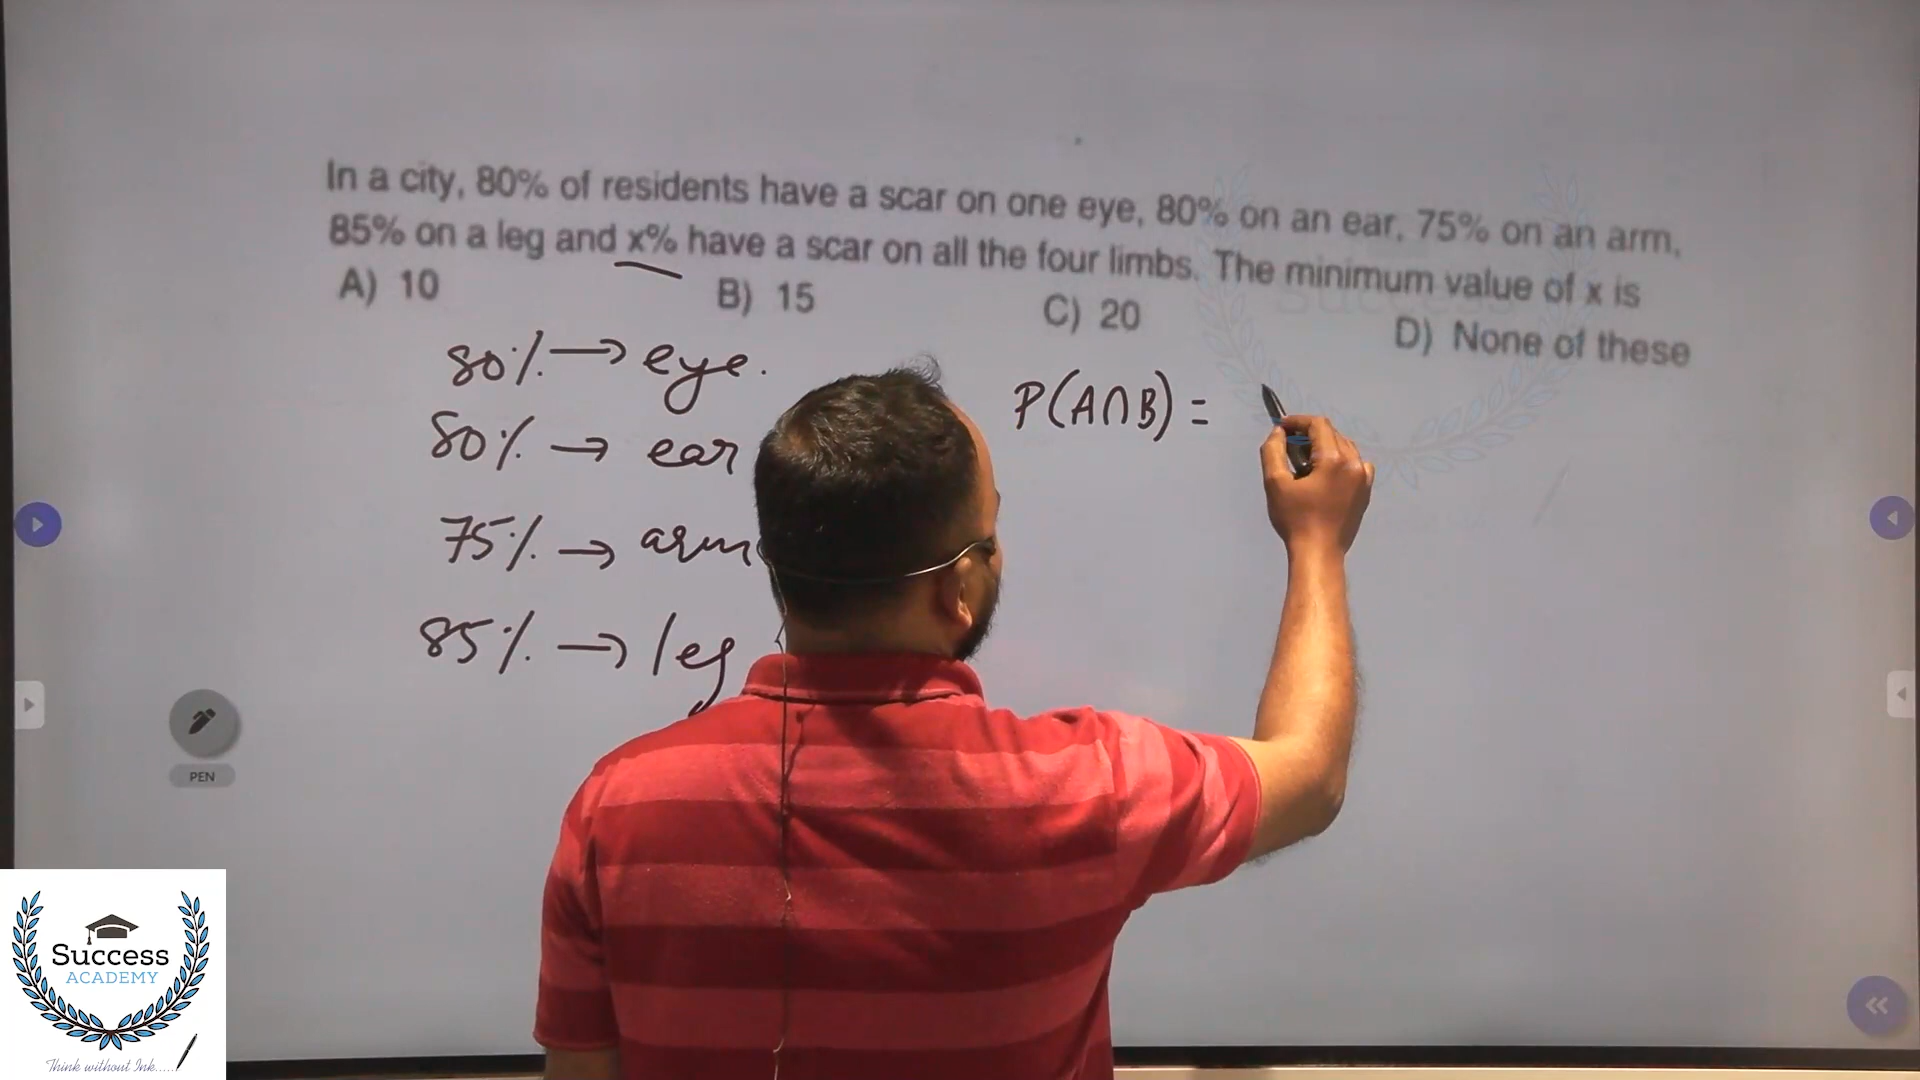 In a city, 80% of residents have a scar on one eye, 80% on an ear, 75% on an arm,
85% on a leg and x% have a scar on all the four limbs. The minimum value of x is
A) 10 B) 15 C) 20 D) None of these
80% → eye.
80% → ear
75% → arm
85% → leg
P(A∩B) =
PEN
Success
ACADEMY
Think without Ink......